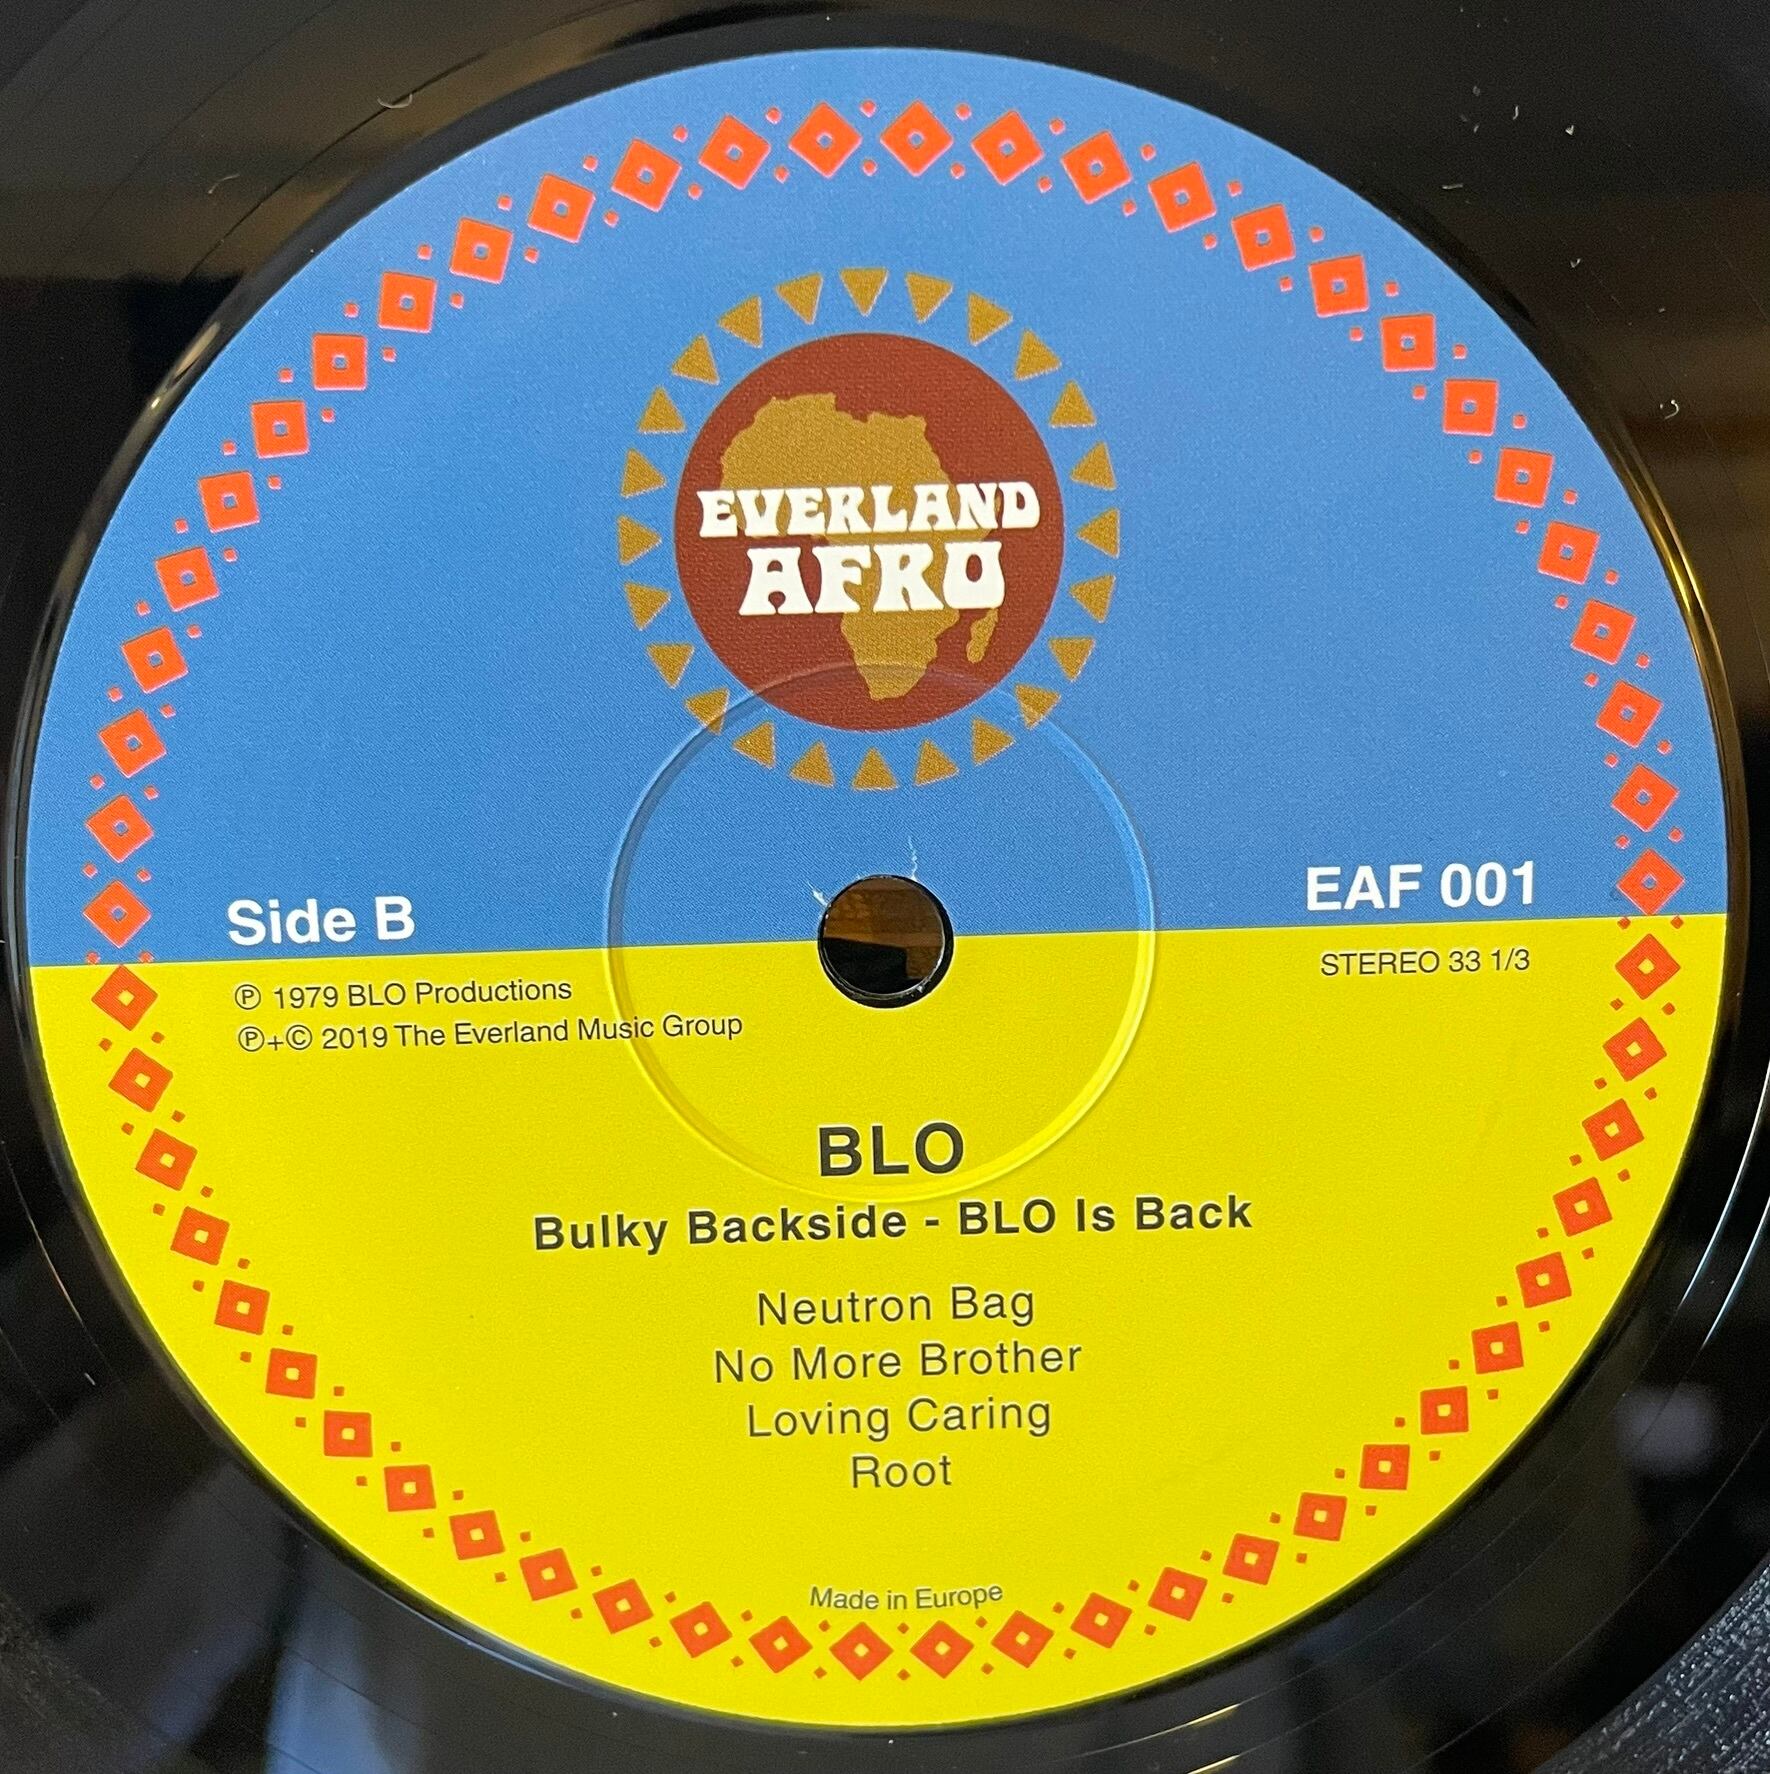 EVERLAND
AFRO
Side B
EAF 001
℗ 1979 BLO Productions
STEREO 33 1/3
℗+© 2019 The Everland Music Group
BLO
Bulky Backside - BLO Is Back
Neutron Bag
No More Brother
Loving Caring
Root
Made in Europe